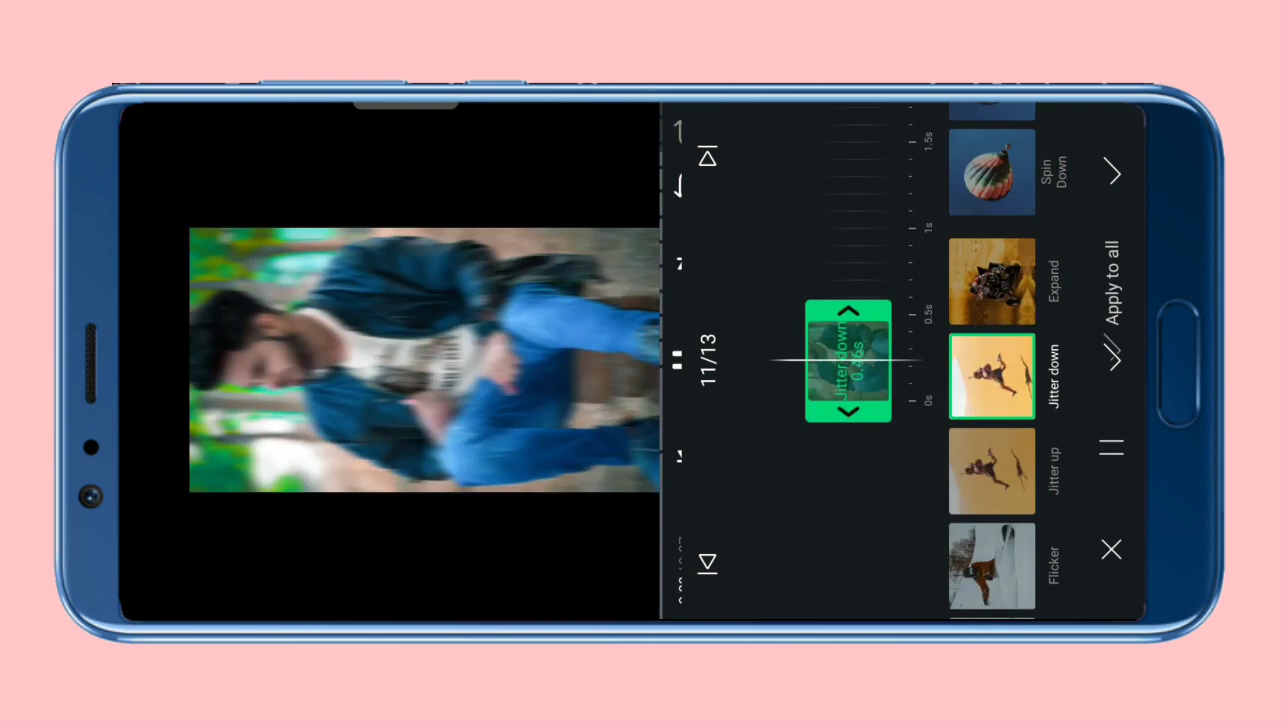 11/13
Jitter down
0.46s
0s
0.5s
1s
1.5s
Flicker
Jitter up
Jitter down
Expand
Spin
Down
Apply to all